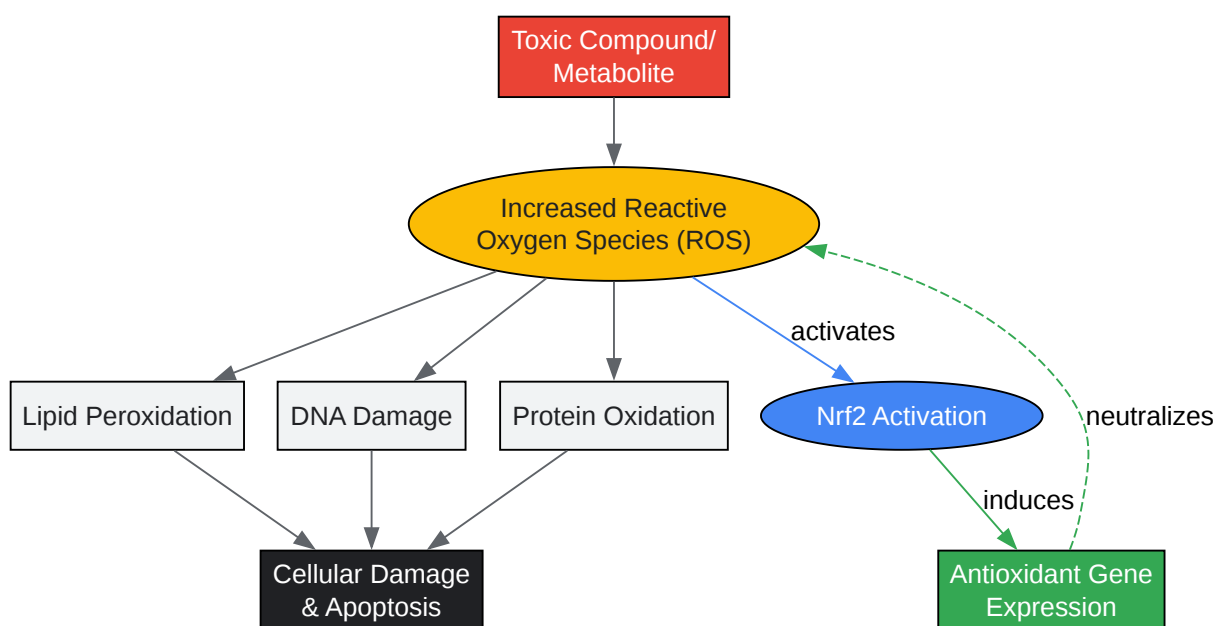 Toxic Compound/
Metabolite
Increased Reactive
Oxygen Species (ROS)
activates
Lipid Peroxidation
DNA Damage
Protein Oxidation
Nrf2 Activation
neutralizes
induces
Cellular Damage
& Apoptosis
Antioxidant Gene
Expression